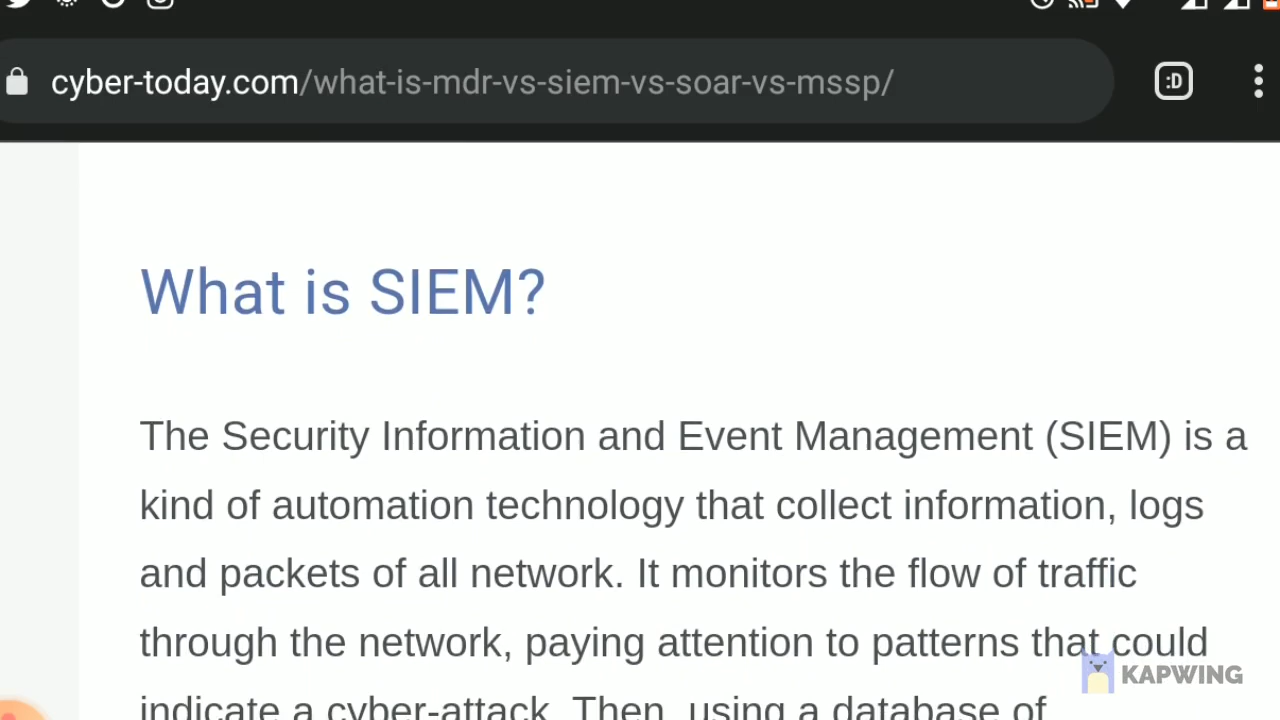 cyber-today.com/what-is-mdr-vs-siem-vs-soar-vs-mssp/
:D
What is SIEM?
The Security Information and Event Management (SIEM) is a
kind of automation technology that collect information, logs
and packets of all network. It monitors the flow of traffic
through the network, paying attention to patterns that could
indicate a cyber-attack. Then, using a database of
KAPWING